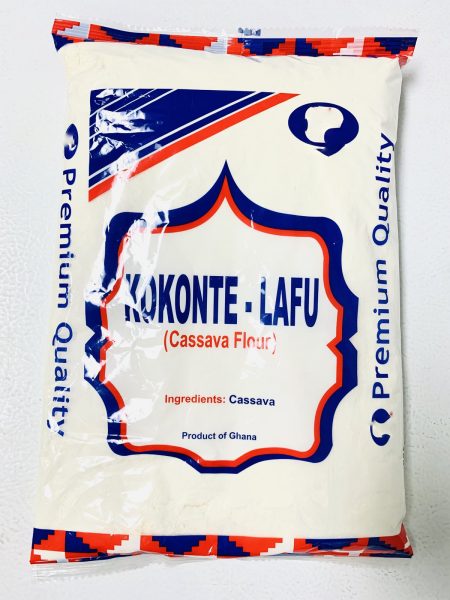 KOKONTE - LAFU
(Cassava Flour)
Ingredients: Cassava
Product of Ghana
Premium Quality
Premium Quality